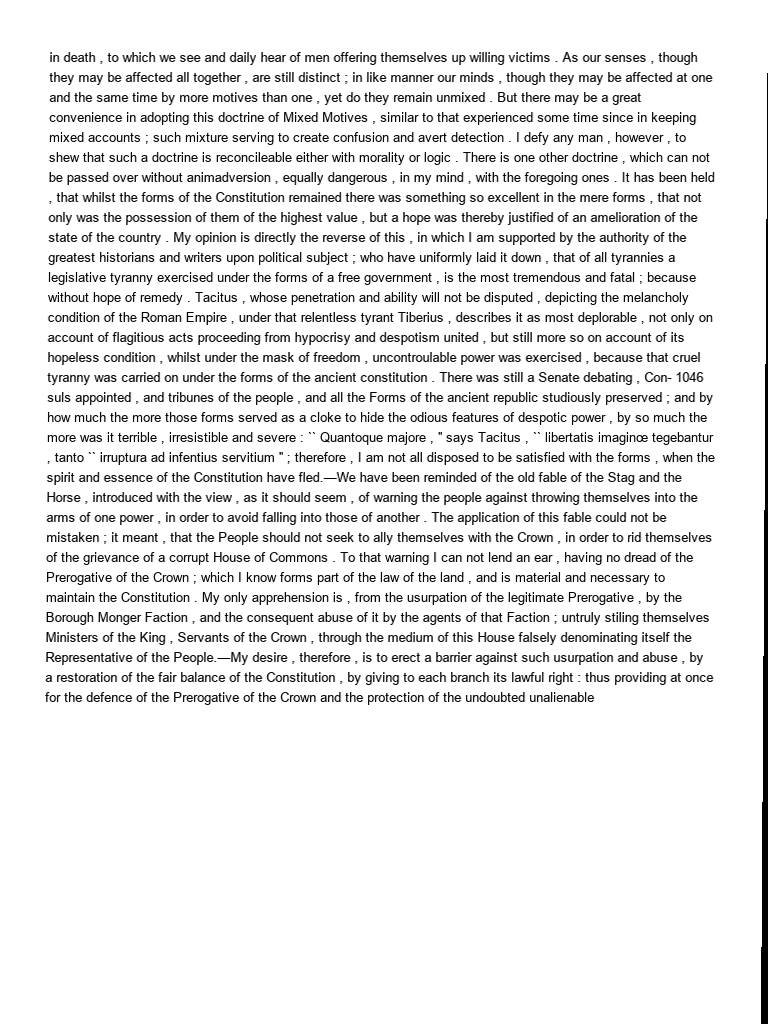 in death , to which we see and daily hear of men offering themselves up willing victims . As our senses , though
they may be affected all together , are still distinct ; in like manner our minds , though they may be affected at one
and the same time by more motives than one , yet do they remain unmixed . But there may be a great
convenience in adopting this doctrine of Mixed Motives , similar to that experienced some time since in keeping
mixed accounts ; such mixture serving to create confusion and avert detection . I defy any man , however , to
shew that such a doctrine is reconcileable either with morality or logic . There is one other doctrine , which can not
be passed over without animadversion , equally dangerous , in my mind , with the foregoing ones . It has been held
, that whilst the forms of the Constitution remained there was something so excellent in the mere forms , that not
only was the possession of them of the highest value , but a hope was thereby justified of an amelioration of the
state of the country . My opinion is directly the reverse of this , in which I am supported by the authority of the
greatest historians and writers upon political subject ; who have uniformly laid it down , that of all tyrannies a
legislative tyranny exercised under the forms of a free government , is the most tremendous and fatal ; because
without hope of remedy . Tacitus , whose penetration and ability will not be disputed , depicting the melancholy
condition of the Roman Empire , under that relentless tyrant Tiberius , describes it as most deplorable , not only on
account of flagitious acts proceeding from hypocrisy and despotism united , but still more so on account of its
hopeless condition , whilst under the mask of freedom , uncontroulable power was exercised , because that cruel
tyranny was carried on under the forms of the ancient constitution . There was still a Senate debating , Con- 1046
suls appointed , and tribunes of the people , and all the Forms of the ancient republic studiously preserved ; and by
how much the more those forms served as a cloke to hide the odious features of despotic power , by so much the
more was it terrible , irresistible and severe : `` Quantoque majore , " says Tacitus , `` libertatis imaginœ tegebantur
, tanto `` irruptura ad infentius servitium " ; therefore , I am not all disposed to be satisfied with the forms , when the
spirit and essence of the Constitution have fled.—We have been reminded of the old fable of the Stag and the
Horse , introduced with the view , as it should seem , of warning the people against throwing themselves into the
arms of one power , in order to avoid falling into those of another . The application of this fable could not be
mistaken ; it meant , that the People should not seek to ally themselves with the Crown , in order to rid themselves
of the grievance of a corrupt House of Commons . To that warning I can not lend an ear , having no dread of the
Prerogative of the Crown ; which I know forms part of the law of the land , and is material and necessary to
maintain the Constitution . My only apprehension is , from the usurpation of the legitimate Prerogative , by the
Borough Monger Faction , and the consequent abuse of it by the agents of that Faction ; untruly stiling themselves
Ministers of the King , Servants of the Crown , through the medium of this House falsely denominating itself the
Representative of the People.—My desire , therefore , is to erect a barrier against such usurpation and abuse , by
a restoration of the fair balance of the Constitution , by giving to each branch its lawful right : thus providing at once
for the defence of the Prerogative of the Crown and the protection of the undoubted unalienable